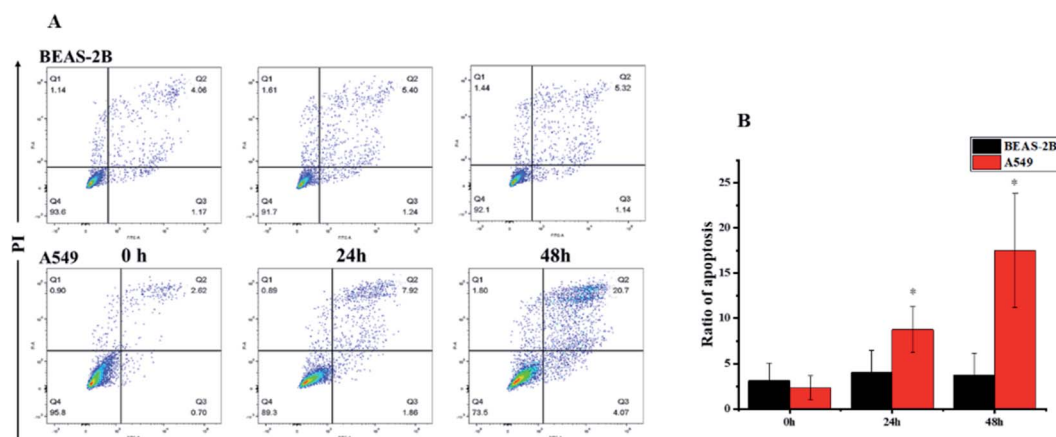 A
BEAS-2B
Q1
1.14
Q2
4.06
Q4
93.6
Q3
1.17
Q1
1.61
Q2
5.40
Q4
91.7
Q3
1.24
Q1
1.44
Q2
5.32
Q4
92.1
Q3
1.14
PI
A549
0 h
24h
48h
Q1
0.90
Q2
2.62
Q4
95.8
Q3
0.70
Q1
0.89
Q2
7.92
Q4
89.3
Q3
1.86
Q1
1.80
Q2
20.7
Q4
73.5
Q3
4.07
B
BEAS-2B
A549
Ratio of apoptosis
25
20
15
10
5
0
*
*
0h
24h
48h